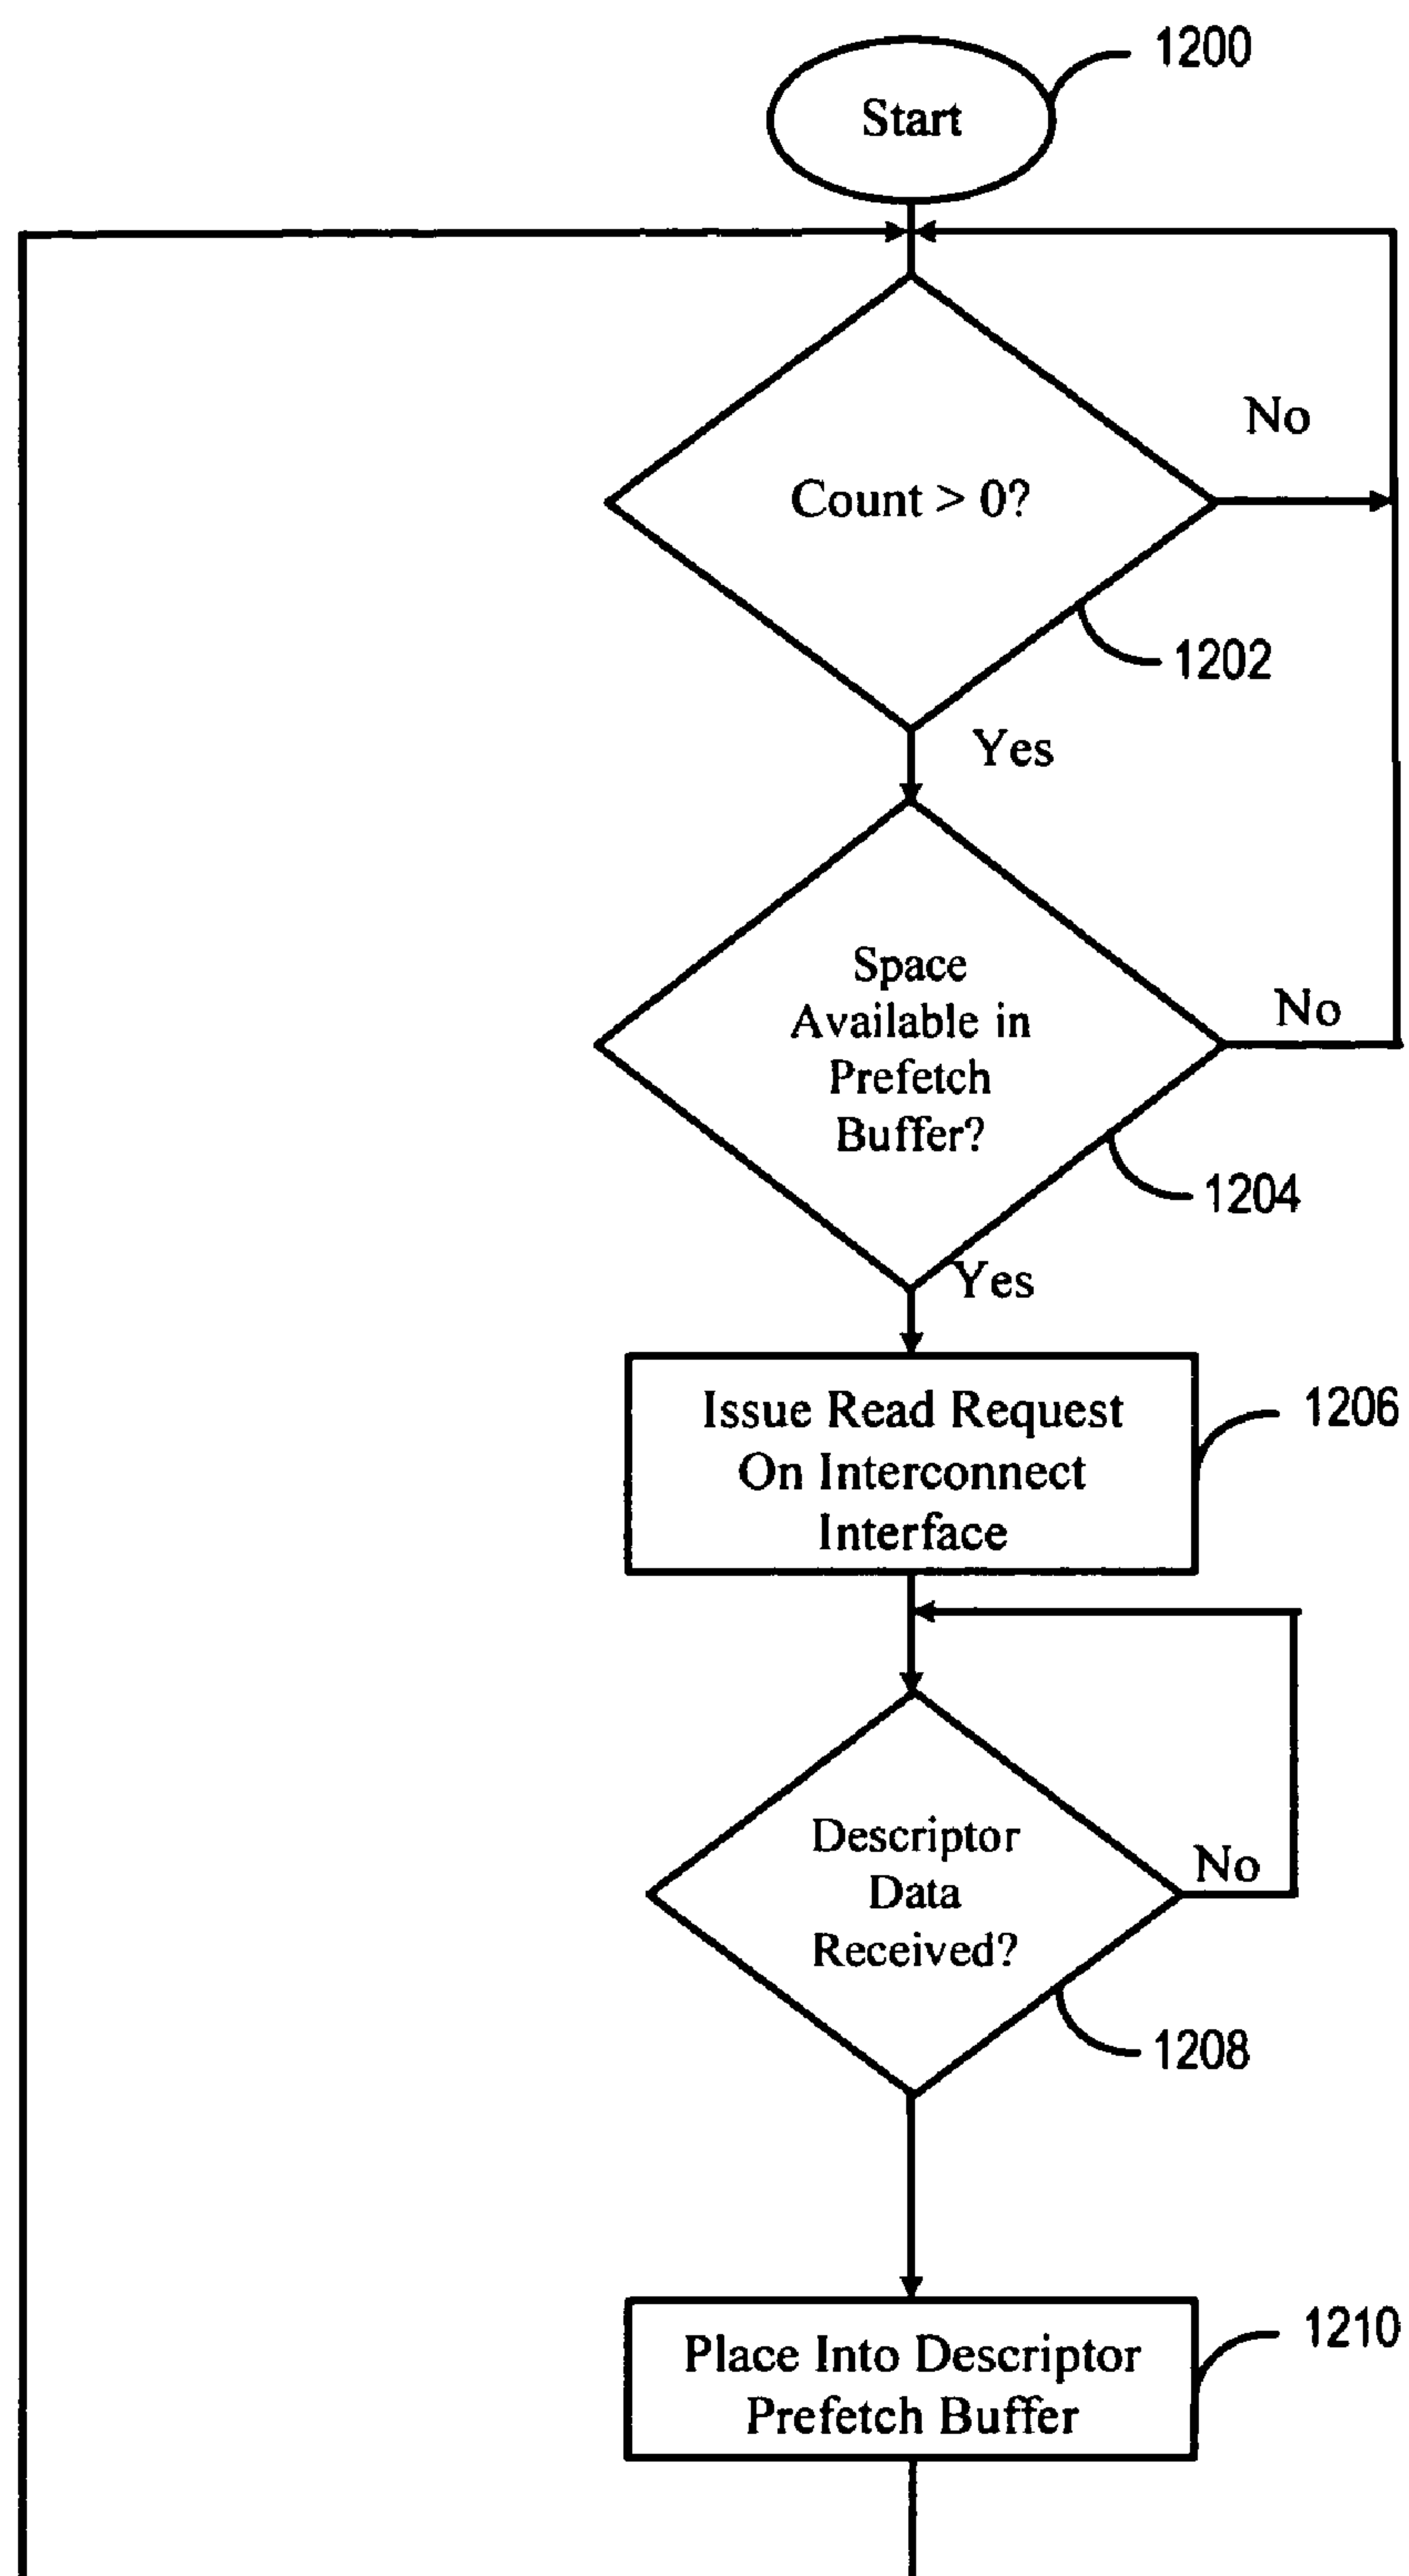 1200
Start
No
Count > 0?
1202
Yes
Space
Available in
Prefetch
Buffer?
No
1204
Yes
Issue Read Request
On Interconnect
Interface
1206
Descriptor
Data
Received?
No
1208
Place Into Descriptor
Prefetch Buffer
1210